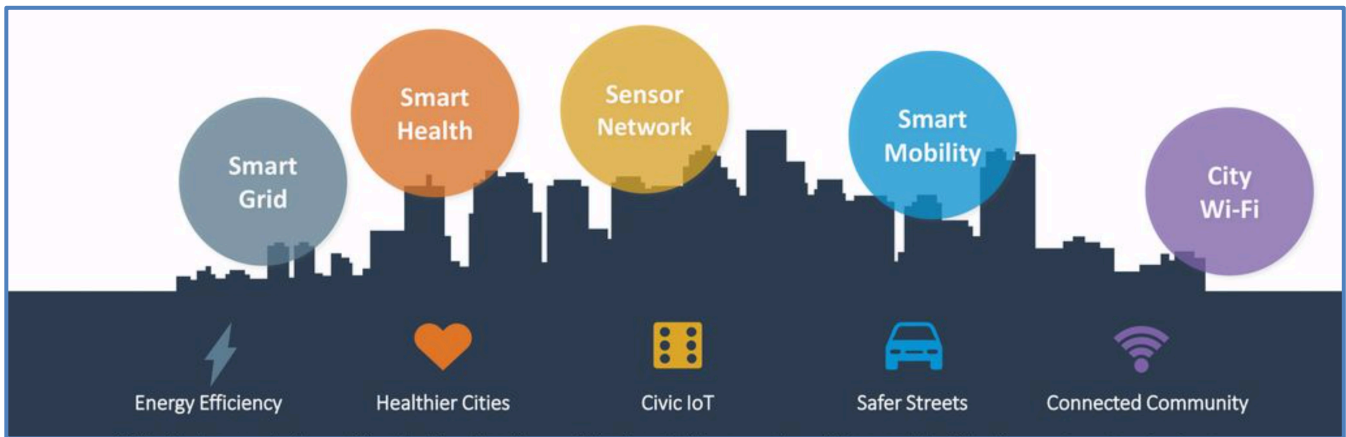 Smart
Health
Sensor
Network
Smart
Mobility
Smart
Grid
City
Wi-Fi
Energy Efficiency
Healthier Cities
Civic IoT
Safer Streets
Connected Community